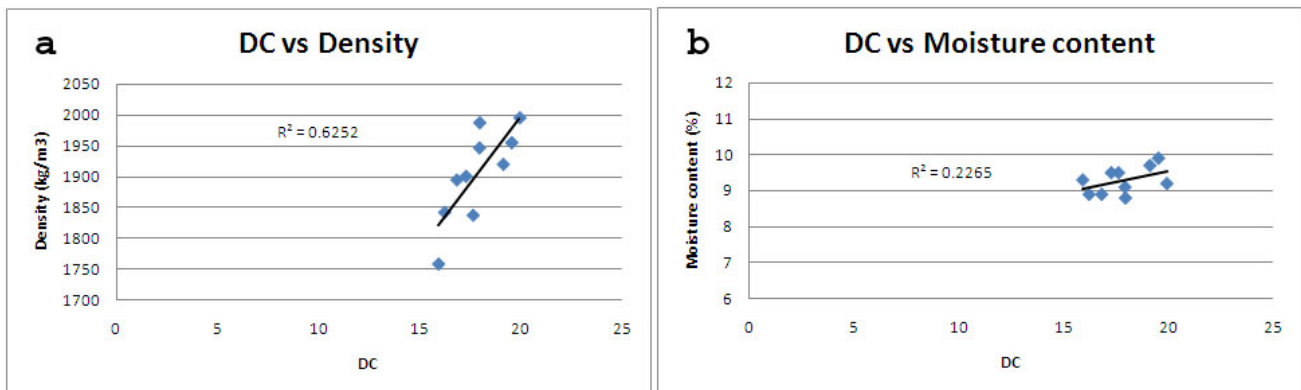 a
DC vs Density
2050
2000
1950
1900
1850
1800
1750
1700
Density (kg/m3)
R² = 0.6252
0 5 10 15 20 25
DC
b
DC vs Moisture content
12
11
10
9
8
7
6
Moisture content (%)
R² = 0.2265
0 5 10 15 20 25
DC